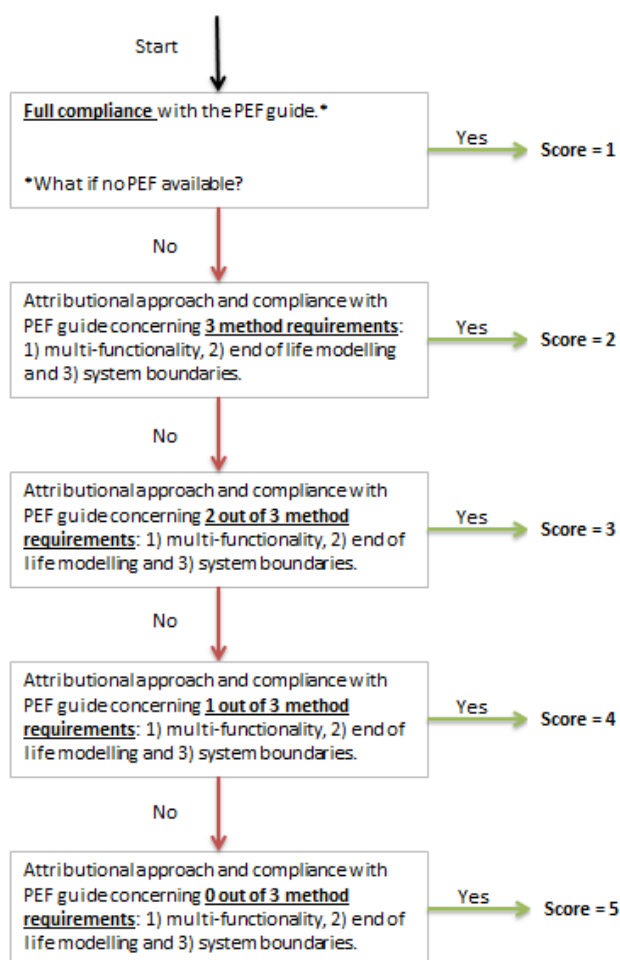 Start
Full compliance with the PEF guide.*
Yes
Score = 1
*What if no PEF available?
No
Attributional approach and compliance with
PEF guide concerning 3 method requirements:
1) multi-functionality, 2) end of life modelling
and 3) system boundaries.
Yes
Score = 2
No
Attributional approach and compliance with
PEF guide concerning 2 out of 3 method
requirements: 1) multi-functionality, 2) end of
life modelling and 3) system boundaries.
Yes
Score = 3
No
Attributional approach and compliance with
PEF guide concerning 1 out of 3 method
requirements: 1) multi-functionality, 2) end of
life modelling and 3) system boundaries.
Yes
Score = 4
No
Attributional approach and compliance with
PEF guide concerning 0 out of 3 method
requirements: 1) multi-functionality, 2) end of
life modelling and 3) system boundaries.
Yes
Score = 5